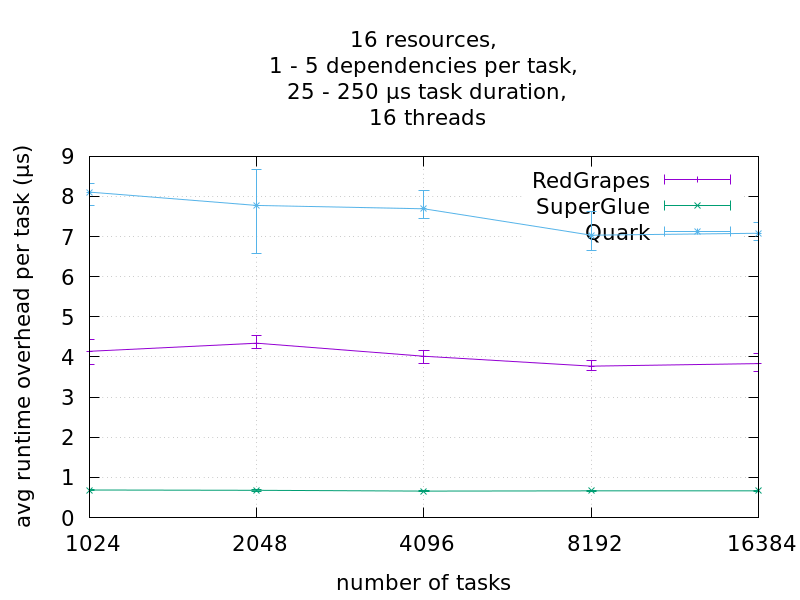 16 resources,
1 - 5 dependencies per task,
25 - 250 µs task duration,
16 threads
avg runtime overhead per task (µs)
9
8
7
6
5
4
3
2
1
0
RedGrapes
SuperGlue
Quark
1024 2048 4096 8192 16384
number of tasks